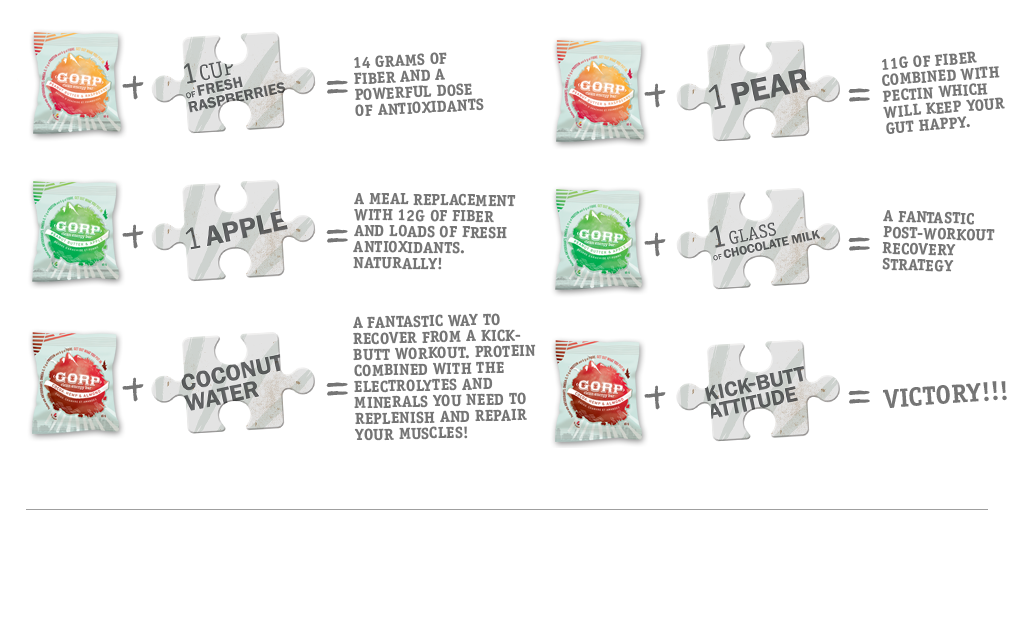 GORP
1 CUP
OF FRESH
RASPBERRIES
14 GRAMS OF
FIBER AND A
POWERFUL DOSE
OF ANTIOXIDANTS
GORP
1 PEAR
11G OF FIBER
COMBINED WITH
PECTIN WHICH
WILL KEEP YOUR
GUT HAPPY.
GORP
1 APPLE
A MEAL REPLACEMENT
WITH 12G OF FIBER
AND LOADS OF FRESH
ANTIOXIDANTS.
NATURALLY!
GORP
1 GLASS
OF CHOCOLATE MILK
A FANTASTIC
POST-WORKOUT
RECOVERY
STRATEGY
GORP
COCONUT
WATER
A FANTASTIC WAY TO
RECOVER FROM A KICK-
BUTT WORKOUT. PROTEIN
COMBINED WITH THE
ELECTROLYTES AND
MINERALS YOU NEED TO
REPLENISH AND REPAIR
YOUR MUSCLES!
GORP
KICK-BUTT
ATTITUDE
VICTORY!!!